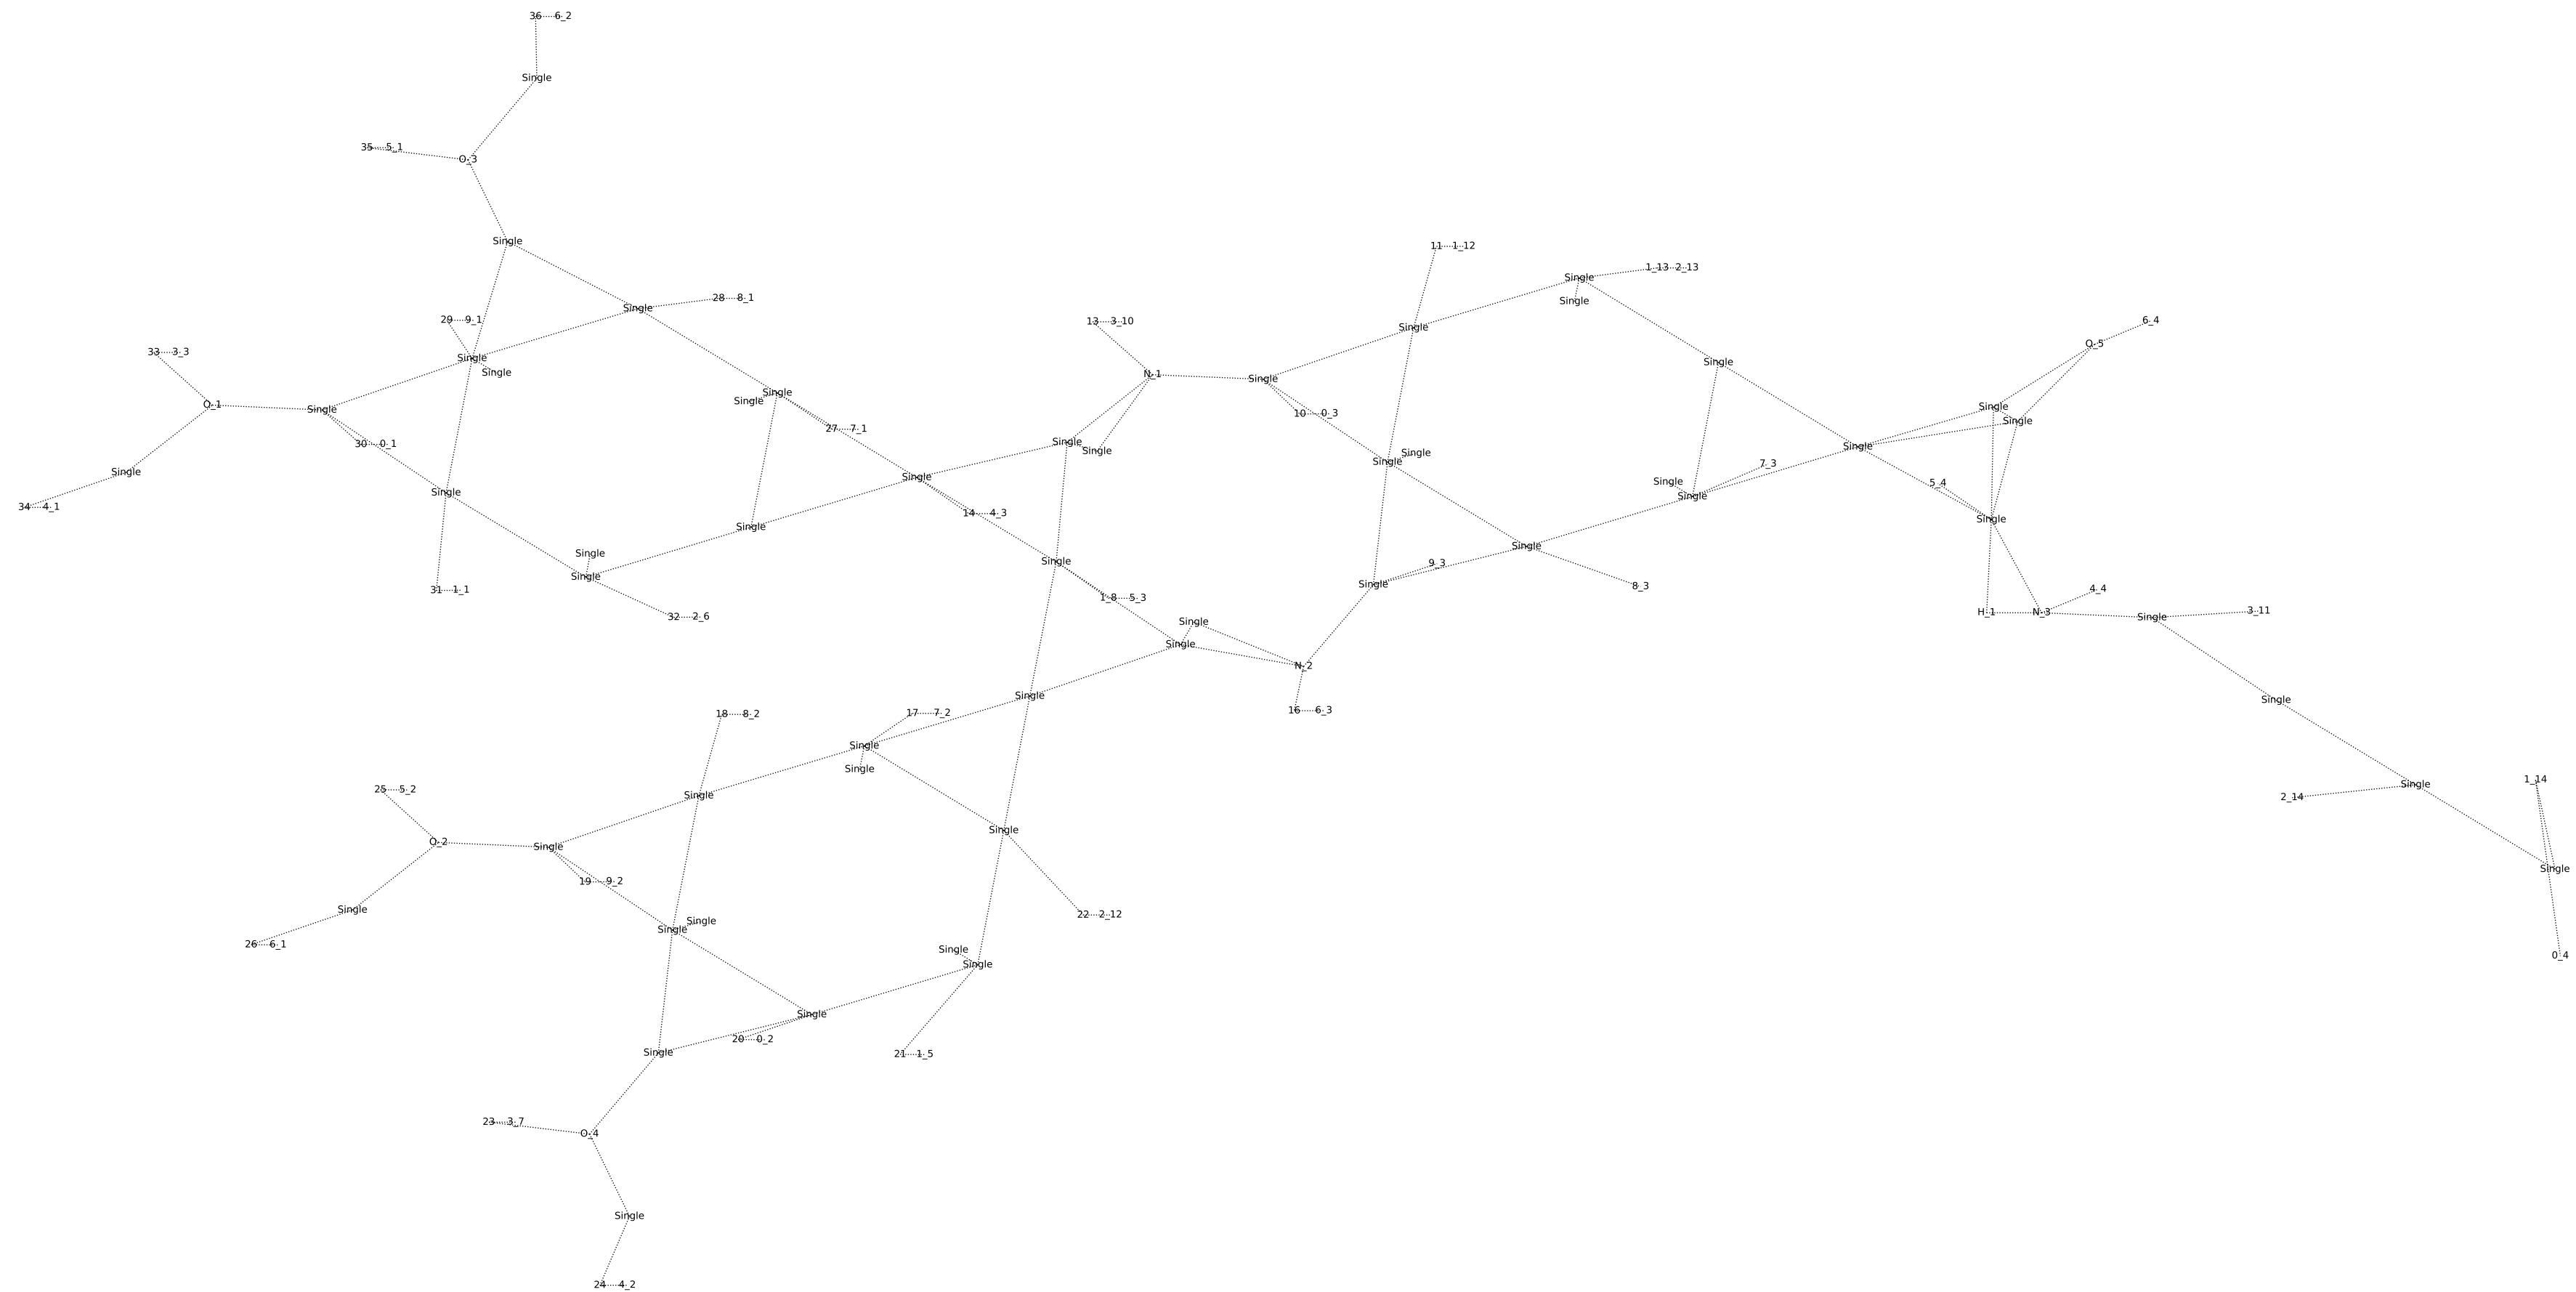 36 6_2
Single
35 5_1 O_3
Single
11 1_12
1_13 2_13
Single
28 8_1
Single
Single
29 9_1
13 3_10
6_4
Single
O_5
33 3_3
Single
Single
Single
N_1
Single
Single
Single
O_1
Single
Single
10 0_3
Single
27 7_1
30 0_1
Single
Single
Single
Single
Single
Single
7_3
Single
Single
5_4
Single
Single
34 4_1
14 4_3
Single
Single
Single
Single
Single
9_3
Single
Single
31 1_1
8_3
4_4
1_8 5_3
3_11
H_1 N_3
32 2_6
Single
Single
Single
N_2
Single
Single
16 6_3
17 7_2
18 8_2
Single
Single
1_14
Single
25 5_2
Single
2_14
Single
O_2
Single
Single
Single
19 9_2
Single
22 2_12
Single
Single
26 6_1
Single
0_4
Single
Single
20 0_2
Single
21 1_5
23 3_7
O_4
Single
24 4_2